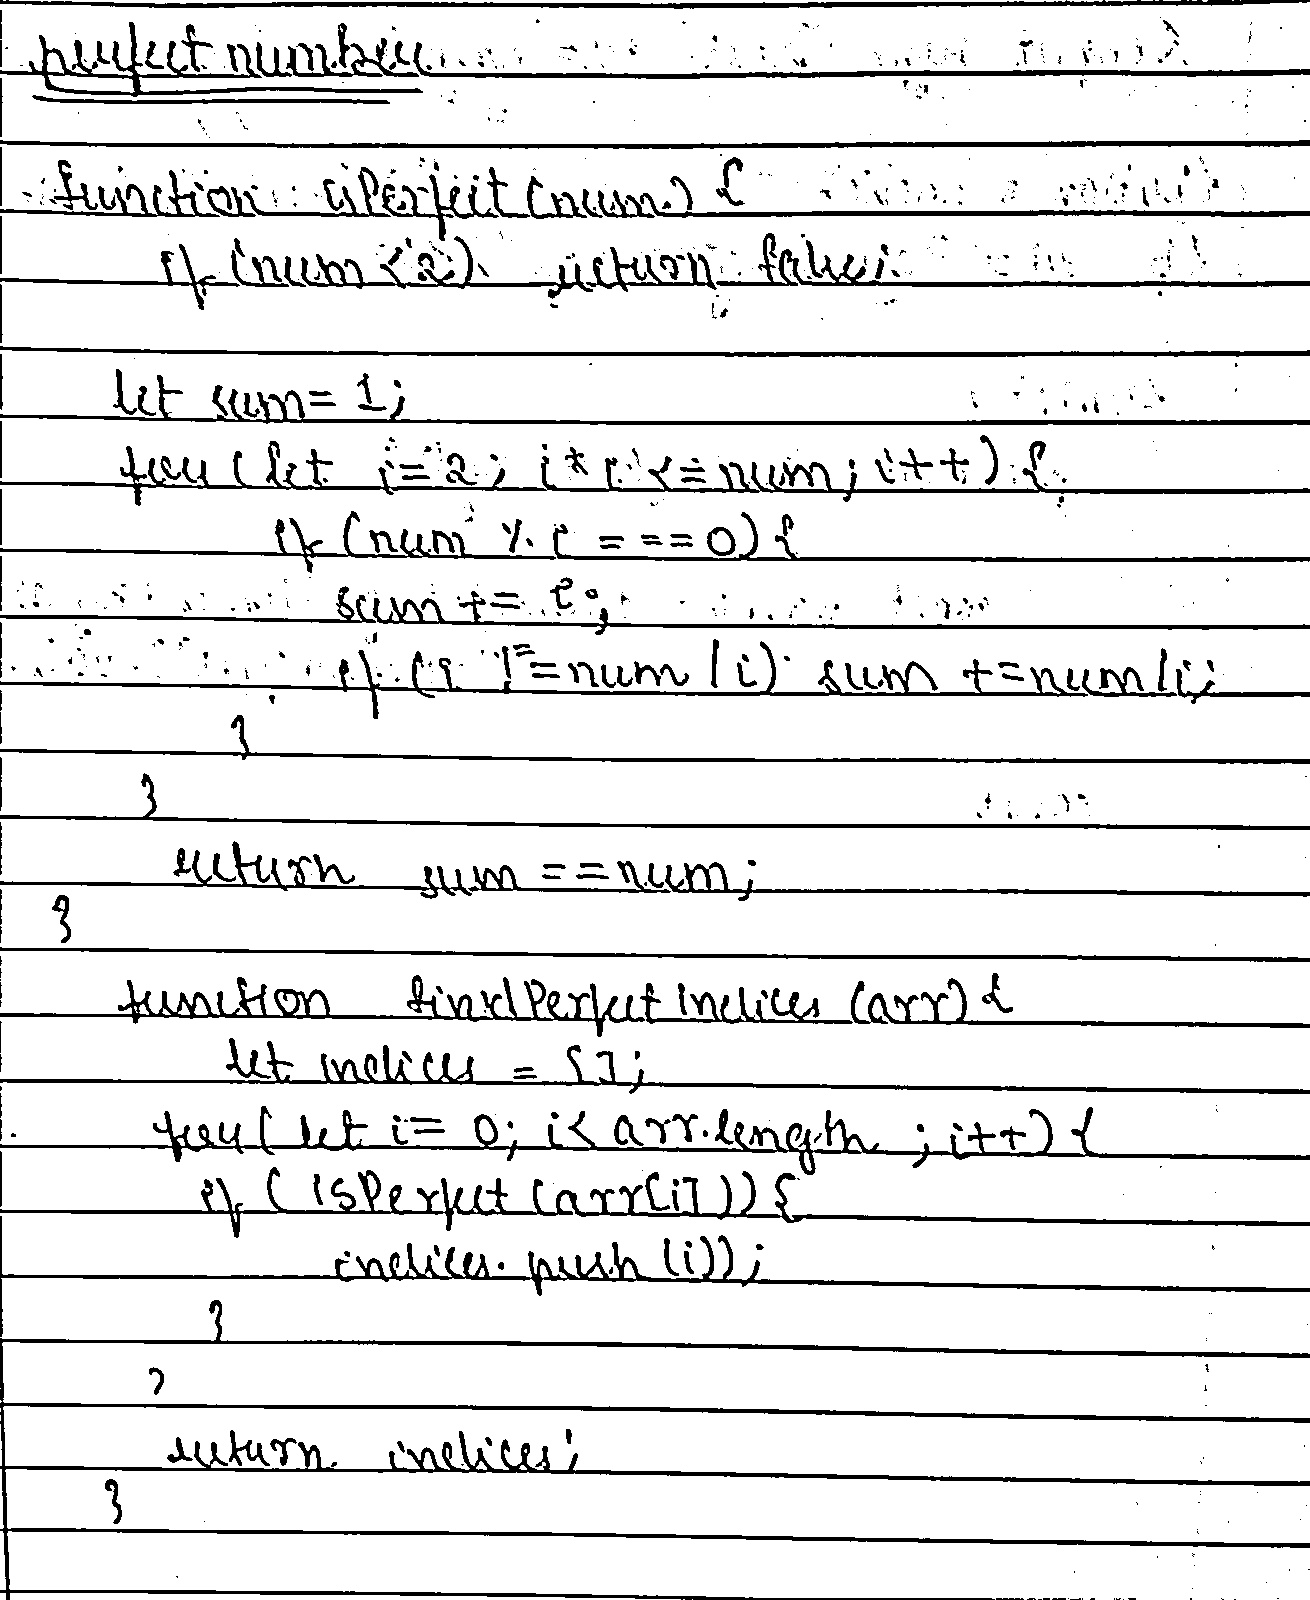 perfect number
function isPerfect (num) {
if (num < 2) return false;
let sum = 1;
for (let i = 2; i * i <= num; i++) {
if (num % i = === 0) {
sum += i;
if (i != = num / i) sum += num / i;
}
}
return sum == num;
}
function findPerfectIndices (arr) {
let indices = [];
for (let i = 0; i < arr.length ; i++) {
if ( isPerfect (arr[i])) {
indices. push (i));
}
}
return indices;
}